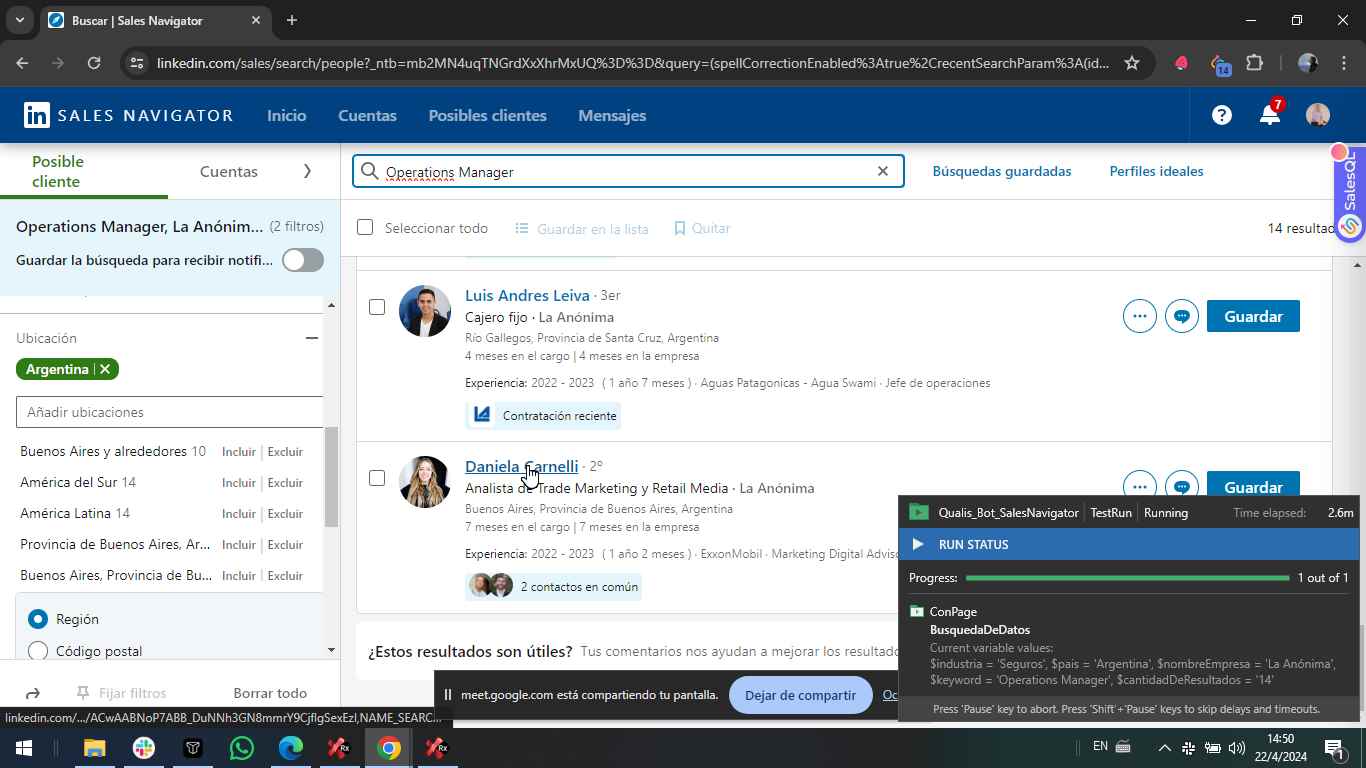 Buscar | Sales Navigator
linkedin.com/sales/search/people?_ntb=mb2MN4uqTNGrdXxXhrMxUQ%3D%3D&query=(spellCorrectionEnabled%3Atrue%2CrecentSearchParam%3A(id...
14
in SALES NAVIGATOR
Inicio
Cuentas
Posibles clientes
Mensajes
7
Posible cliente
Cuentas
Operations Manager
Búsquedas guardadas
Perfiles ideales
SalesQL
Operations Manager, La Anónim... (2 filtros)
Guardar la búsqueda para recibir notifi...
Seleccionar todo
Guardar en la lista
Quitar
14 resultad
Ubicación
Argentina
Añadir ubicaciones
Buenos Aires y alrededores 10 Incluir | Excluir
América del Sur 14 Incluir | Excluir
América Latina 14 Incluir | Excluir
Provincia de Buenos Aires, Ar... Incluir | Excluir
Buenos Aires, Provincia de Bu... Incluir | Excluir
Región
Código postal
Fijar filtros
Borrar todo
Luis Andres Leiva · 3er
Cajero fijo · La Anónima
Río Gallegos, Provincia de Santa Cruz, Argentina
4 meses en el cargo | 4 meses en la empresa
Experiencia: 2022 - 2023 ( 1 año 7 meses ) · Aguas Patagonicas - Agua Swami · Jefe de operaciones
Contratación reciente
Guardar
Daniela Carnelli · 2º
Analista de Trade Marketing y Retail Media · La Anónima
Buenos Aires, Provincia de Buenos Aires, Argentina
7 meses en el cargo | 7 meses en la empresa
Experiencia: 2022 - 2023 ( 1 año 2 meses ) · ExxonMobil · Marketing Digital Adviso
2 contactos en común
Guardar
¿Estos resultados son útiles? Tus comentarios nos ayudan a mejorar los resultado
Qualis_Bot_SalesNavigator | TestRun | Running Time elapsed: 2.6m
RUN STATUS
Progress: 1 out of 1
ConPage
BusquedaDeDatos
Current variable values:
$industria = 'Seguros', $pais = 'Argentina', $nombreEmpresa = 'La Anónima',
$keyword = 'Operations Manager', $cantidadDeResultados = '14'
Press 'Pause' key to abort. Press 'Shift'+'Pause' keys to skip delays and timeouts.
meet.google.com está compartiendo tu pantalla.
Dejar de compartir
Oc
linkedin.com/.../ACwAABNoP7ABB_DuNNh3GN8mmrY9CjflgSexEzI,NAME_SEARC...
Rx
Rx
EN
14:50
22/4/2024
1